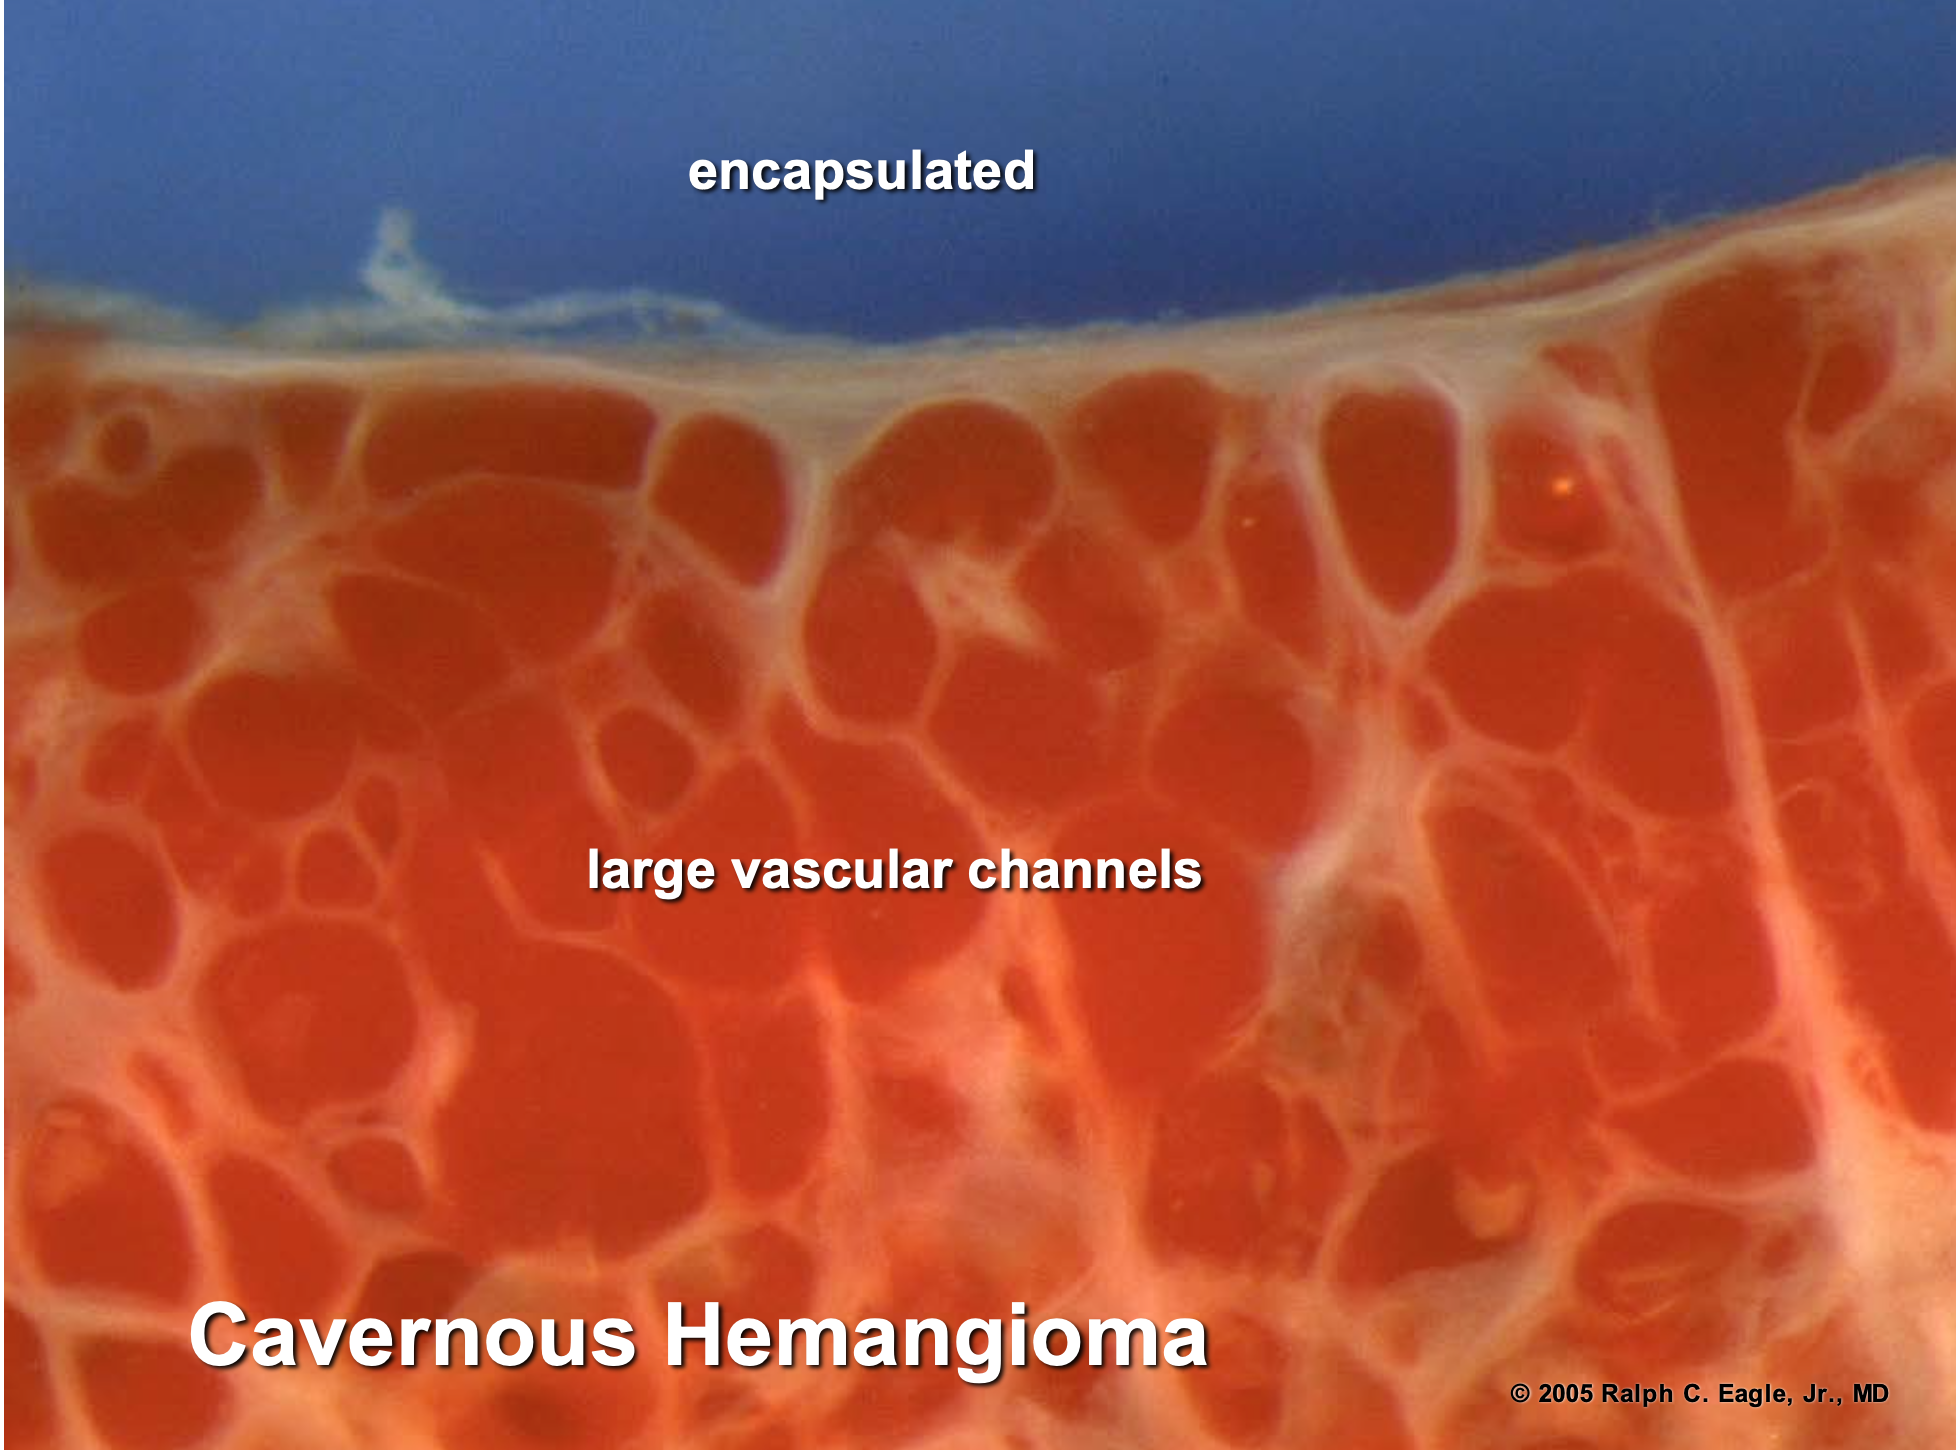 encapsulated
large vascular channels
Cavernous Hemangioma
© 2005 Ralph C. Eagle, Jr., MD